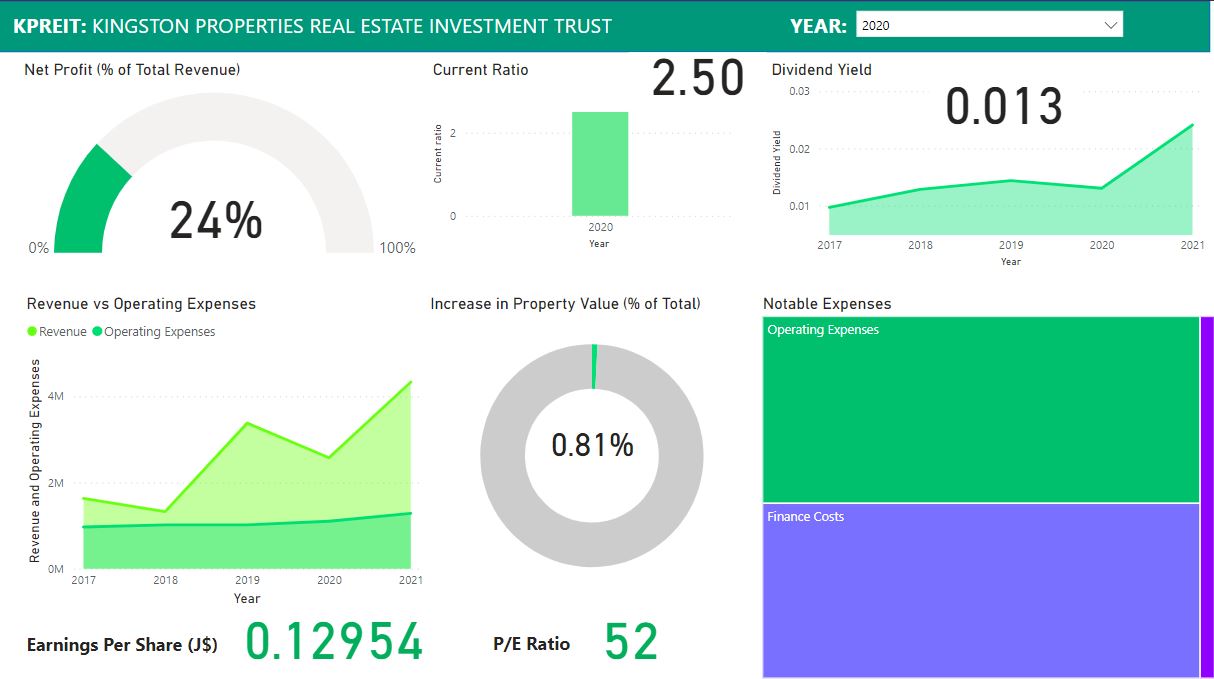 KPREIT: KINGSTON PROPERTIES REAL ESTATE INVESTMENT TRUST
YEAR: 2020
Net Profit (% of Total Revenue)
24%
0%
100%
Current Ratio
2.50
Current ratio
2
0
2020
Year
Dividend Yield
0.013
Dividend Yield
0.03
0.02
0.01
2017 2018 2019 2020 2021
Year
Revenue vs Operating Expenses
Revenue Operating Expenses
Revenue and Operating Expenses
4M
2M
0M
2017 2018 2019 2020 2021
Year
Increase in Property Value (% of Total)
0.81%
Notable Expenses
Operating Expenses
Finance Costs
Earnings Per Share (J$) 0.12954
P/E Ratio 52